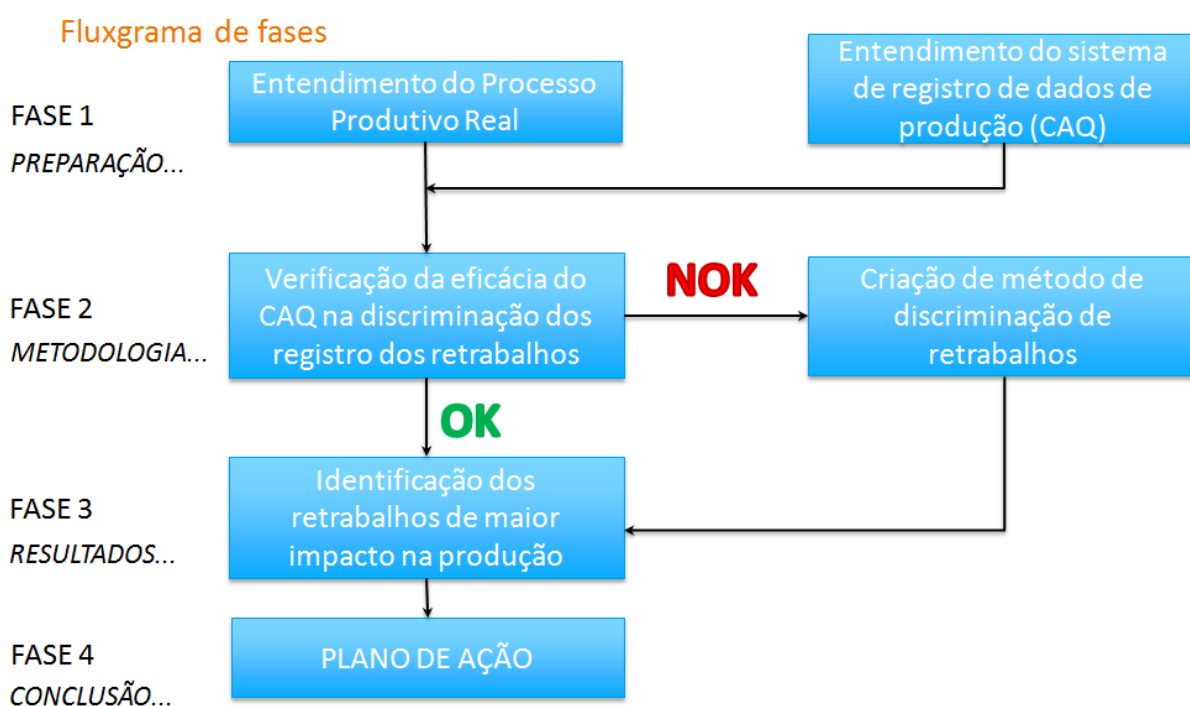 Fluxgrama de fases
Entendimento do Processo
Produtivo Real
Entendimento do sistema
de registro de dados de
produção (CAQ)
FASE 1
PREPARAÇÃO...
Verificação da eficácia do
CAQ na discriminação dos
registro dos retrabalhos
NOK
Criação de método de
discriminação de
retrabalhos
FASE 2
METODOLOGIA...
OK
Identificação dos
retrabalhos de maior
impacto na produção
FASE 3
RESULTADOS...
PLANO DE AÇÃO
FASE 4
CONCLUSÃO...